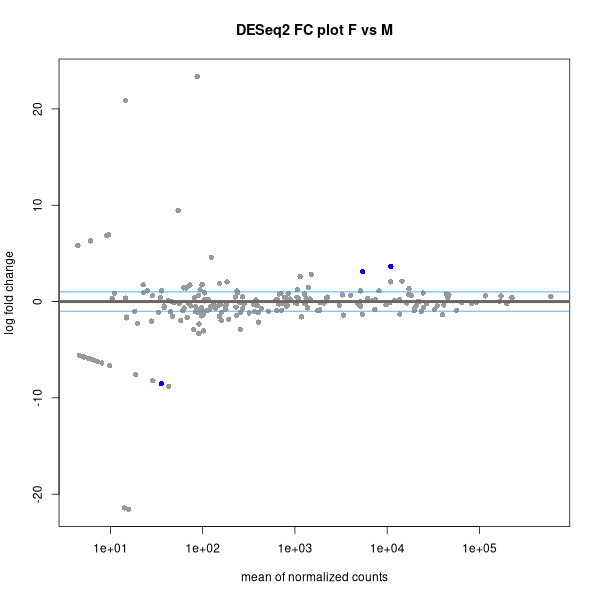 DESeq2 FC plot F vs M
log fold change
20
10
0
-10
-20
1e+01 1e+02 1e+03 1e+04 1e+05
mean of normalized counts